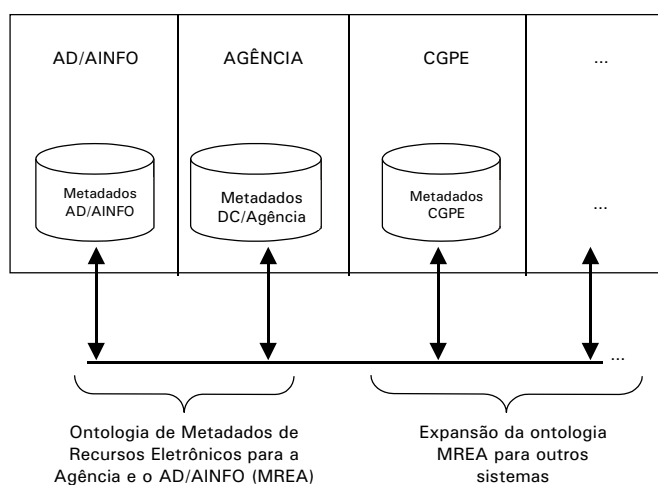 AD/AINFO
AGÊNCIA
CGPE
...
Metadados
AD/AINFO
Metadados
DC/Agência
Metadados
CGPE
...
...
Ontologia de Metadados de
Recursos Eletrônicos para a
Agência e o AD/AINFO (MREA)
Expansão da ontologia
MREA para outros
sistemas